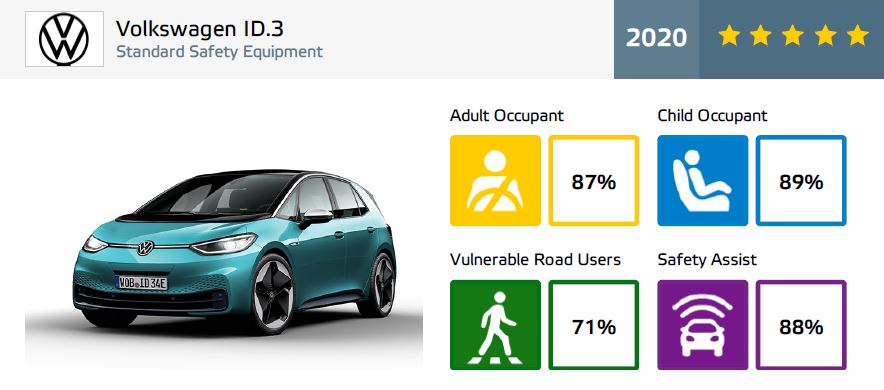 Volkswagen ID.3
Standard Safety Equipment
2020
Adult Occupant
87%
Child Occupant
89%
Vulnerable Road Users
71%
Safety Assist
88%
WOB ID 34E